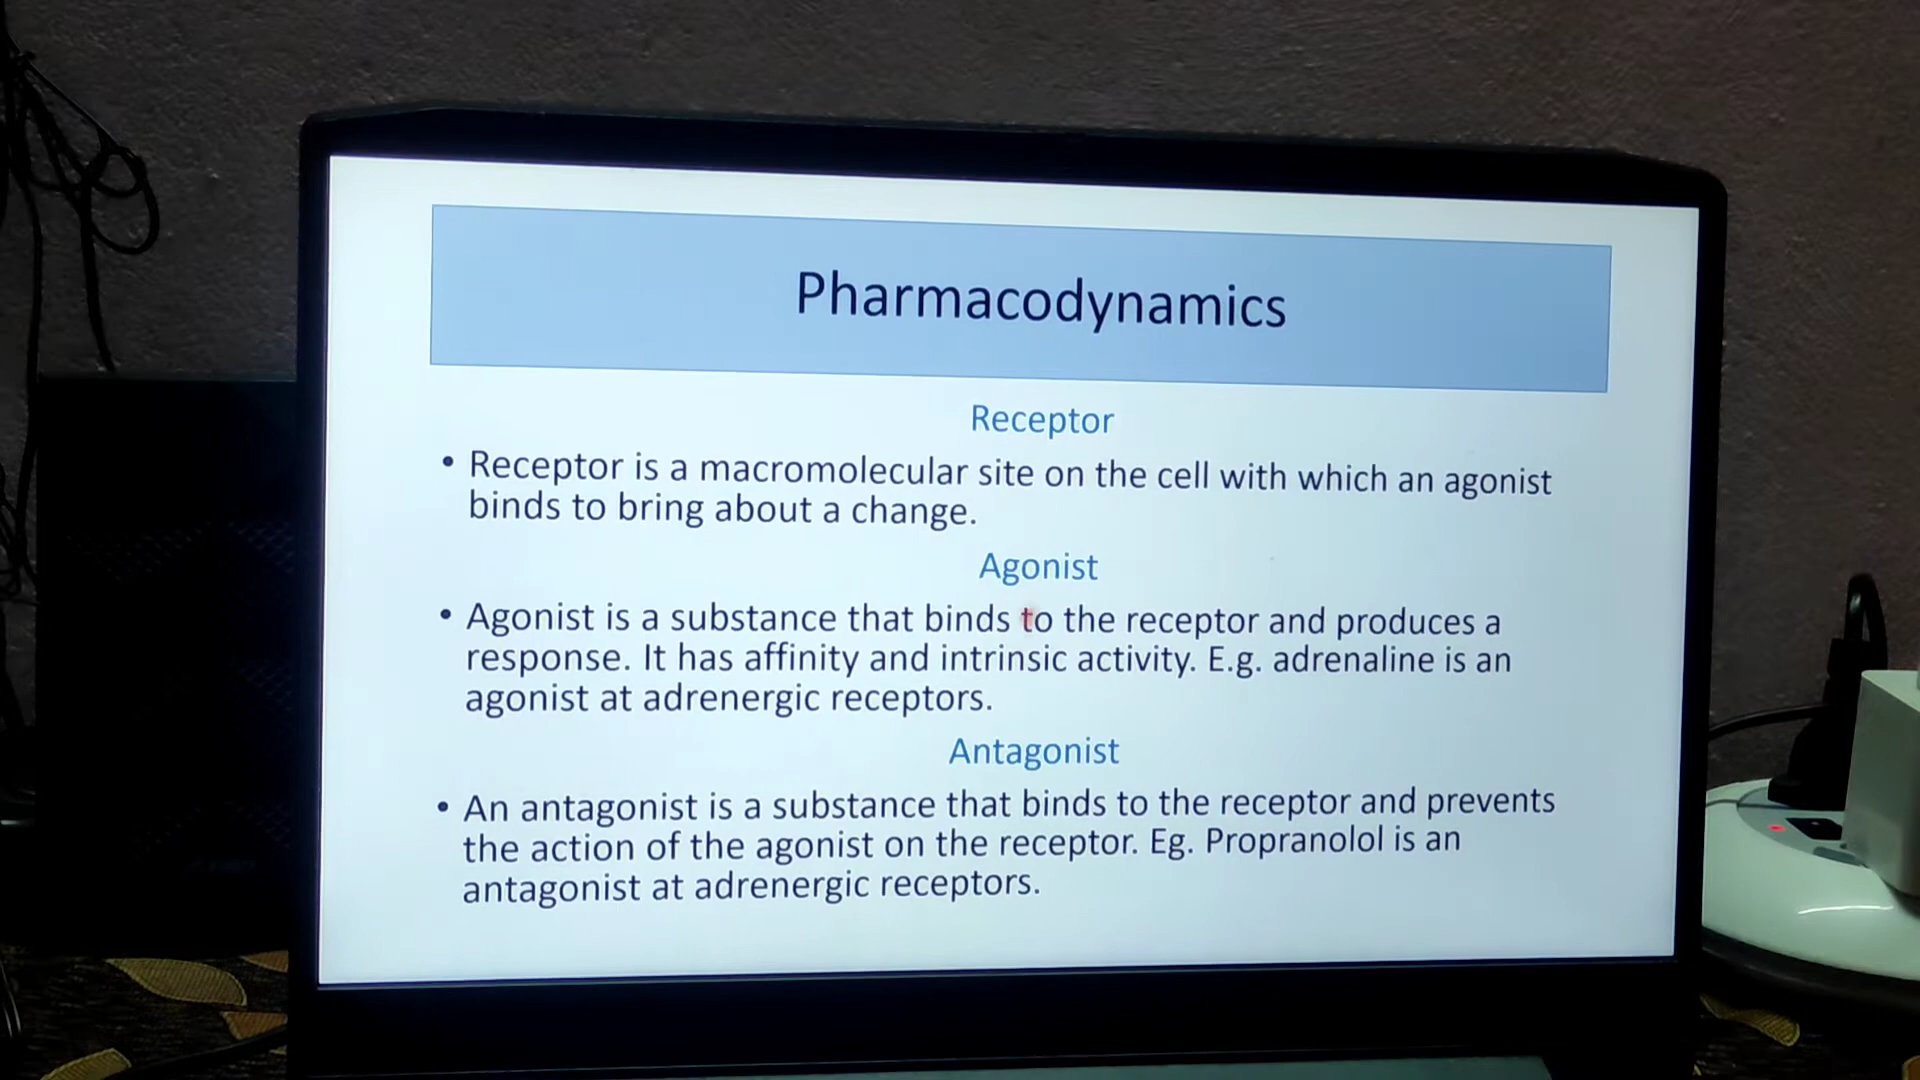 Pharmacodynamics
Receptor
• Receptor is a macromolecular site on the cell with which an agonist
binds to bring about a change.
Agonist
• Agonist is a substance that binds to the receptor and produces a
response. It has affinity and intrinsic activity. E.g. adrenaline is an
agonist at adrenergic receptors.
Antagonist
• An antagonist is a substance that binds to the receptor and prevents
the action of the agonist on the receptor. Eg. Propranolol is an
antagonist at adrenergic receptors.